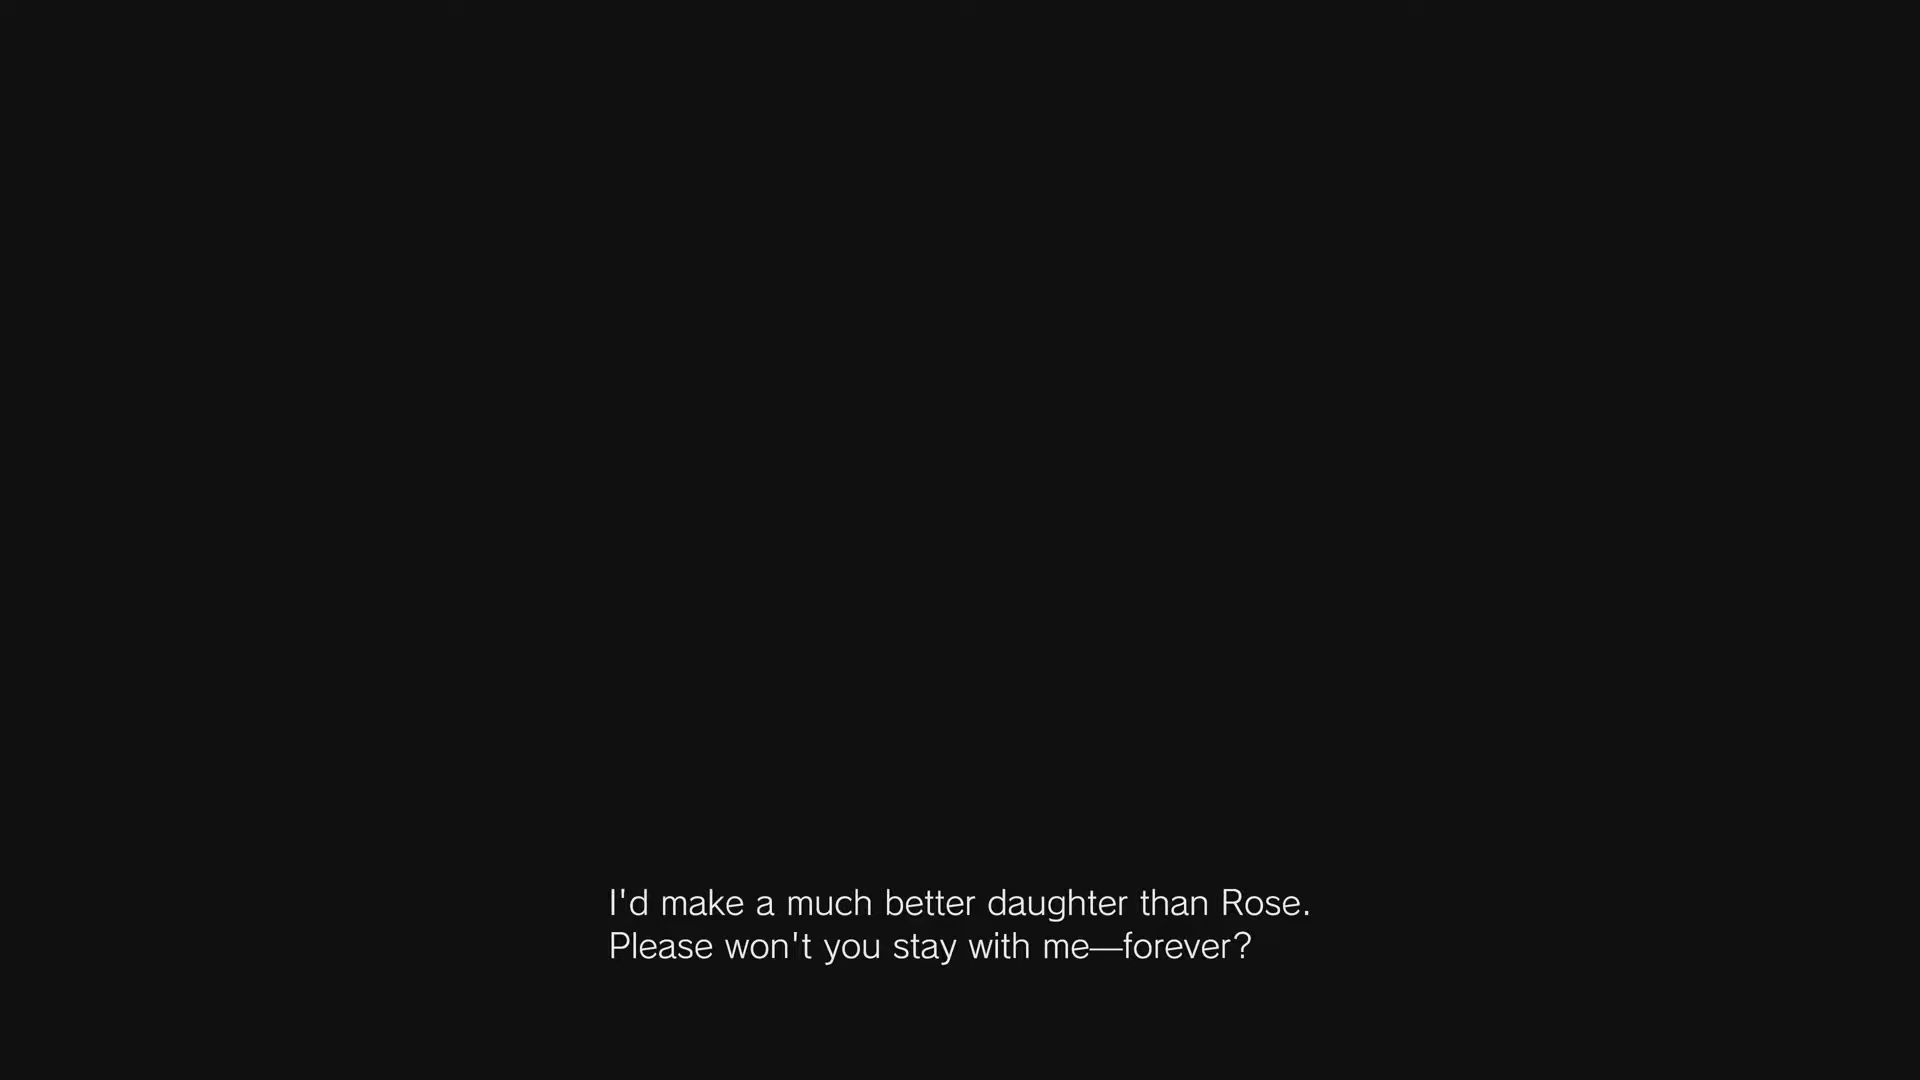 I'd make a much better daughter than Rose.
Please won't you stay with me—forever?